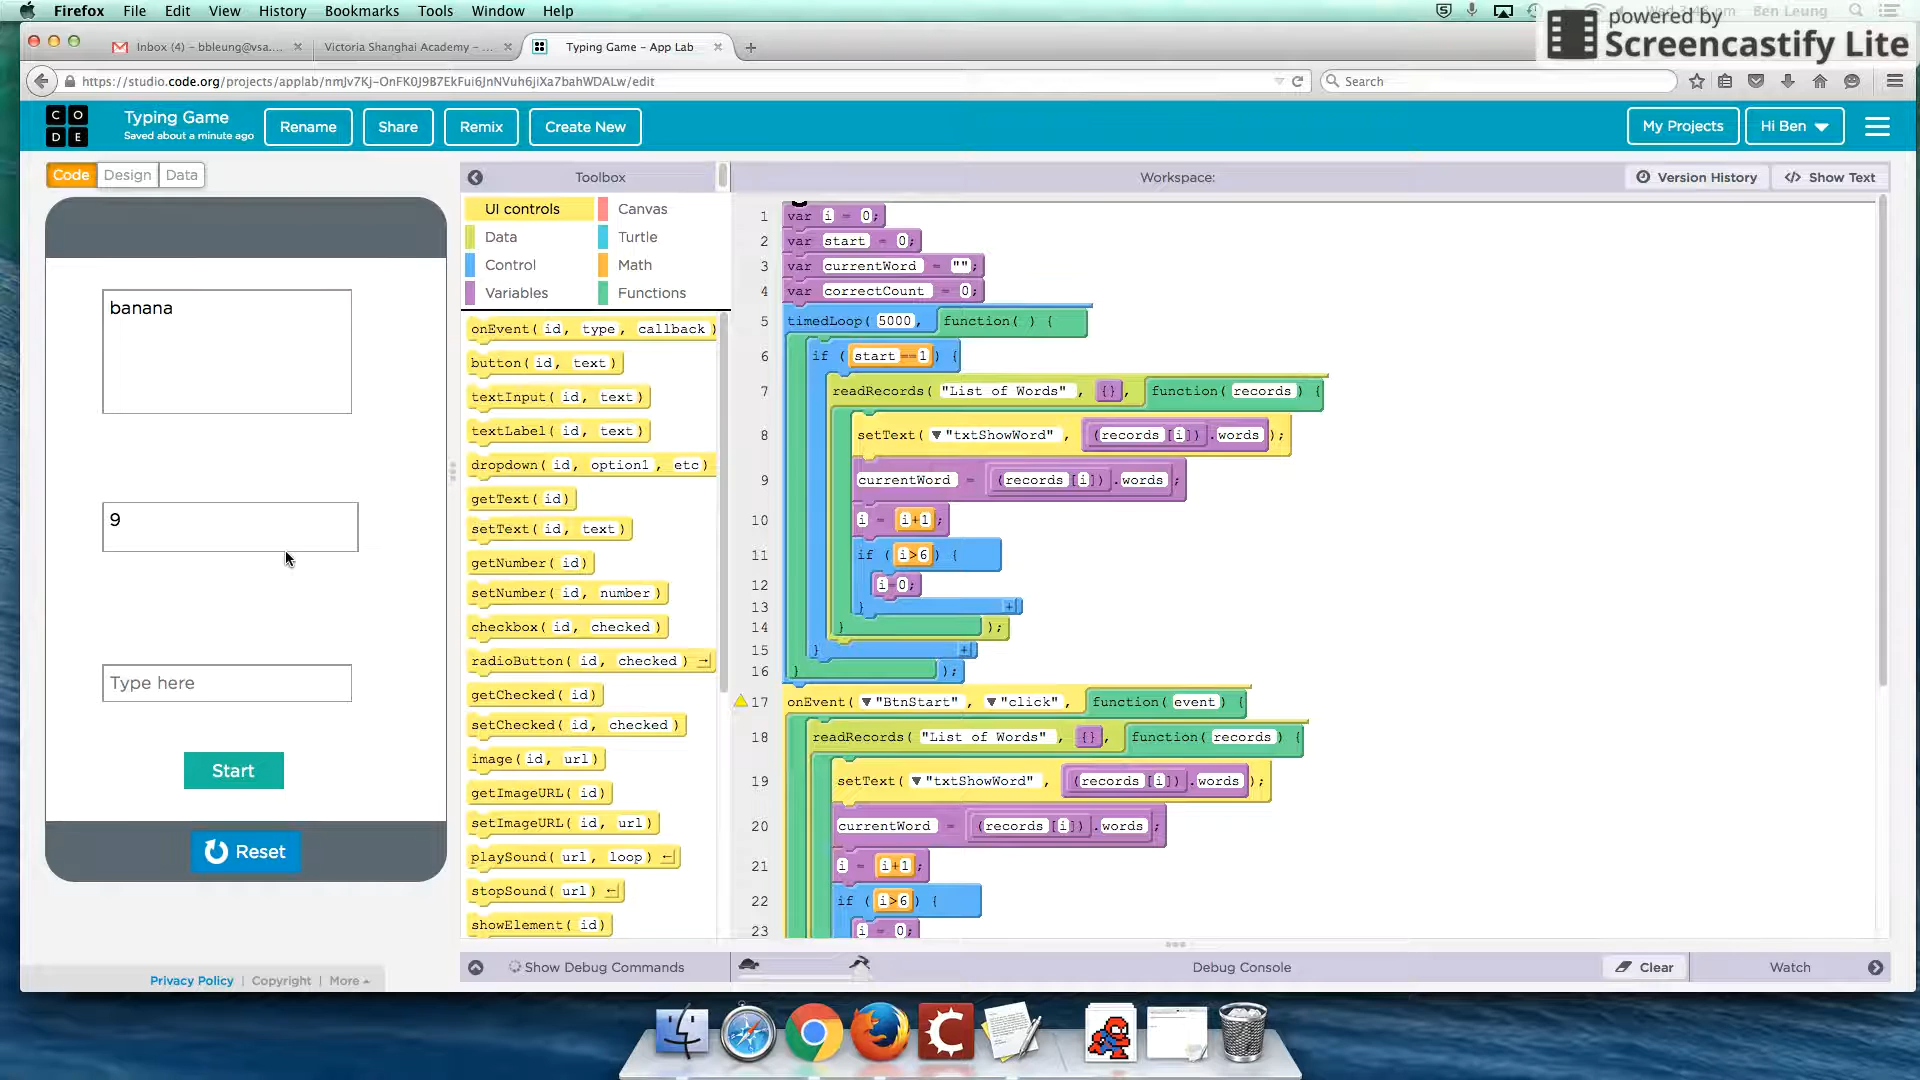 Firefox File Edit View History Bookmarks Tools Window Help
Ben Leung
powered by
Screencastify Lite
Inbox (4) – bbleung@vsa....
Victoria Shanghai Academy – ...
Typing Game – App Lab
Search
CODE
Typing Game
Saved about a minute ago
Rename
Share
Remix
Create New
My Projects
Hi Ben
Code
Design
Data
Toolbox
Workspace:
Version History
Show Text
UI controls
Canvas
Data
Turtle
Control
Math
Variables
Functions
banana
9
Type here
Start
Reset
Privacy Policy | Copyright | More
onEvent( id, type, callback )
button( id, text )
textInput( id, text )
textLabel( id, text )
dropdown( id, option1, etc )
getText( id )
setText( id, text )
getNumber( id )
setNumber( id, number )
checkbox( id, checked )
radioButton( id, checked )
getChecked( id )
setChecked( id, checked )
image( id, url )
getImageURL( id )
setImageURL( id, url )
playSound( url, loop )
stopSound( url )
showElement( id )
1 var i = 0;
2 var start = 0;
3 var currentWord = "";
4 var correctCount = 0;
5 timedLoop( 5000, function( ) {
6 if ( start==1 ) {
7 readRecords( "List of Words" , {}, function( records ) {
8 setText( "txtShowWord" , (records [i]) .words );
9 currentWord = (records [i]) .words ;
10 i = i+1 ;
11 if ( i>6 ) {
12 i=0;
13 }
14 } );
15 }
16 } );
17 onEvent( "BtnStart" , "click", function( event ) {
18 readRecords( "List of Words" , {}, function( records ) {
19 setText( "txtShowWord" , (records [i]) .words );
20 currentWord = (records [i]) .words ;
21 i = i+1 ;
22 if ( i>6 ) {
23 i = 0;
Show Debug Commands
Debug Console
Clear
Watch